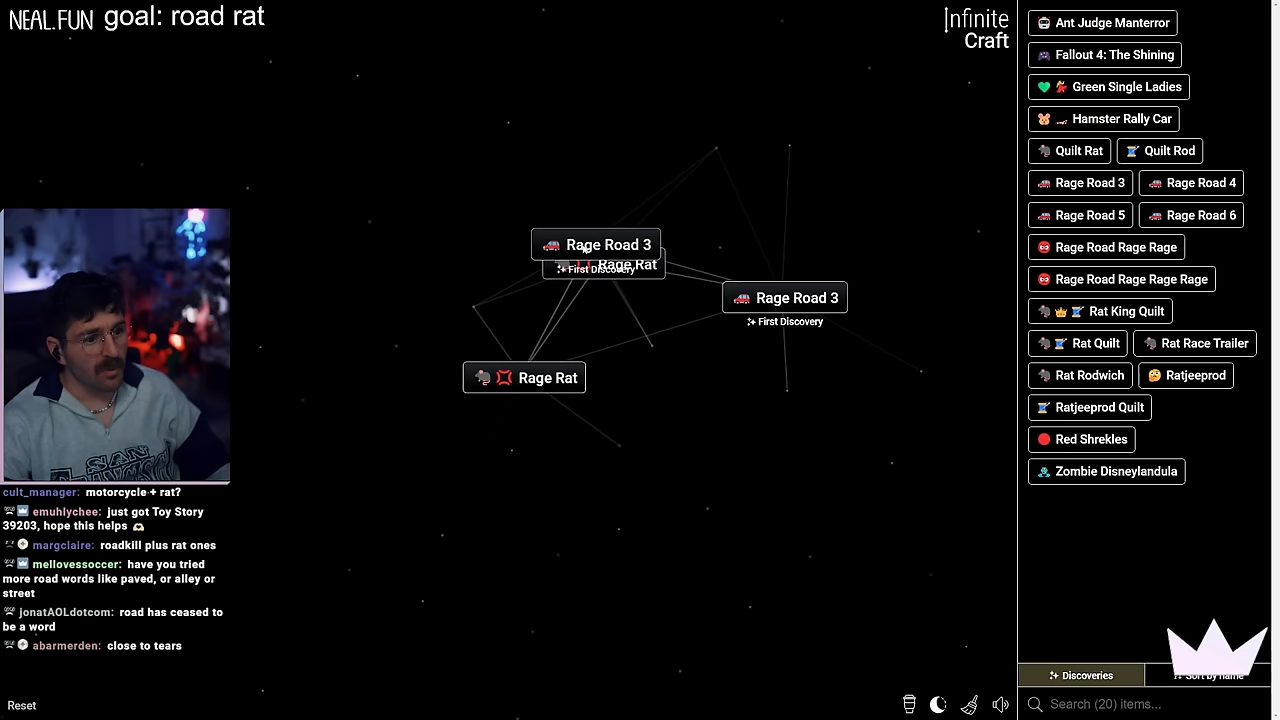 NEAL.FUN goal: road rat
Infinite
Craft
Rage Road 3
Rage Rat
First Discovery
Rage Road 3
First Discovery
Rage Rat
Ant Judge Manterror
Fallout 4: The Shining
Green Single Ladies
Hamster Rally Car
Quilt Rat Quilt Rod
Rage Road 3 Rage Road 4
Rage Road 5 Rage Road 6
Rage Road Rage Rage
Rage Road Rage Rage Rage
Rat King Quilt
Rat Quilt Rat Race Trailer
Rat Rodwich Ratjeeprod
Ratjeeprod Quilt
Red Shrekles
Zombie Disneylandula
Discoveries Sort by name
Search (20) items...
SAN
cult_manager: motorcycle + rat?
emuhlychee: just got Toy Story
39203, hope this helps
margclaire: roadkill plus rat ones
mellovessoccer: have you tried
more road words like paved, or alley or
street
jonatAOLdotcom: road has ceased to
be a word
abarmerden: close to tears
Reset